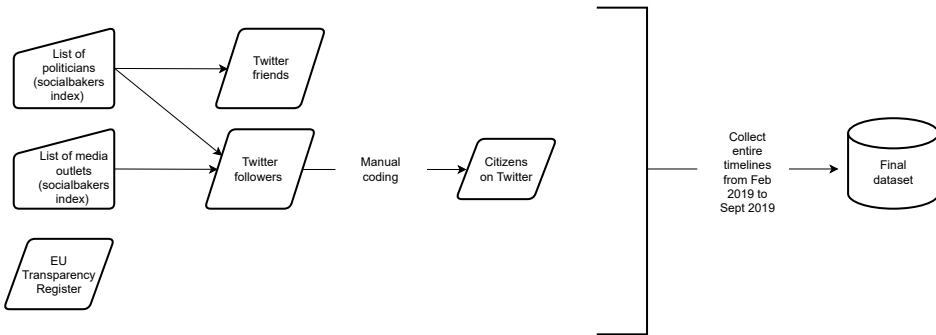 List of
politicians
(socialbakers
index)
Twitter
friends
List of media
outlets
(socialbakers
index)
Twitter
followers
Manual
coding
Citizens
on Twitter
EU
Transparency
Register
Collect
entire
timelines
from Feb
2019 to
Sept 2019
Final
dataset